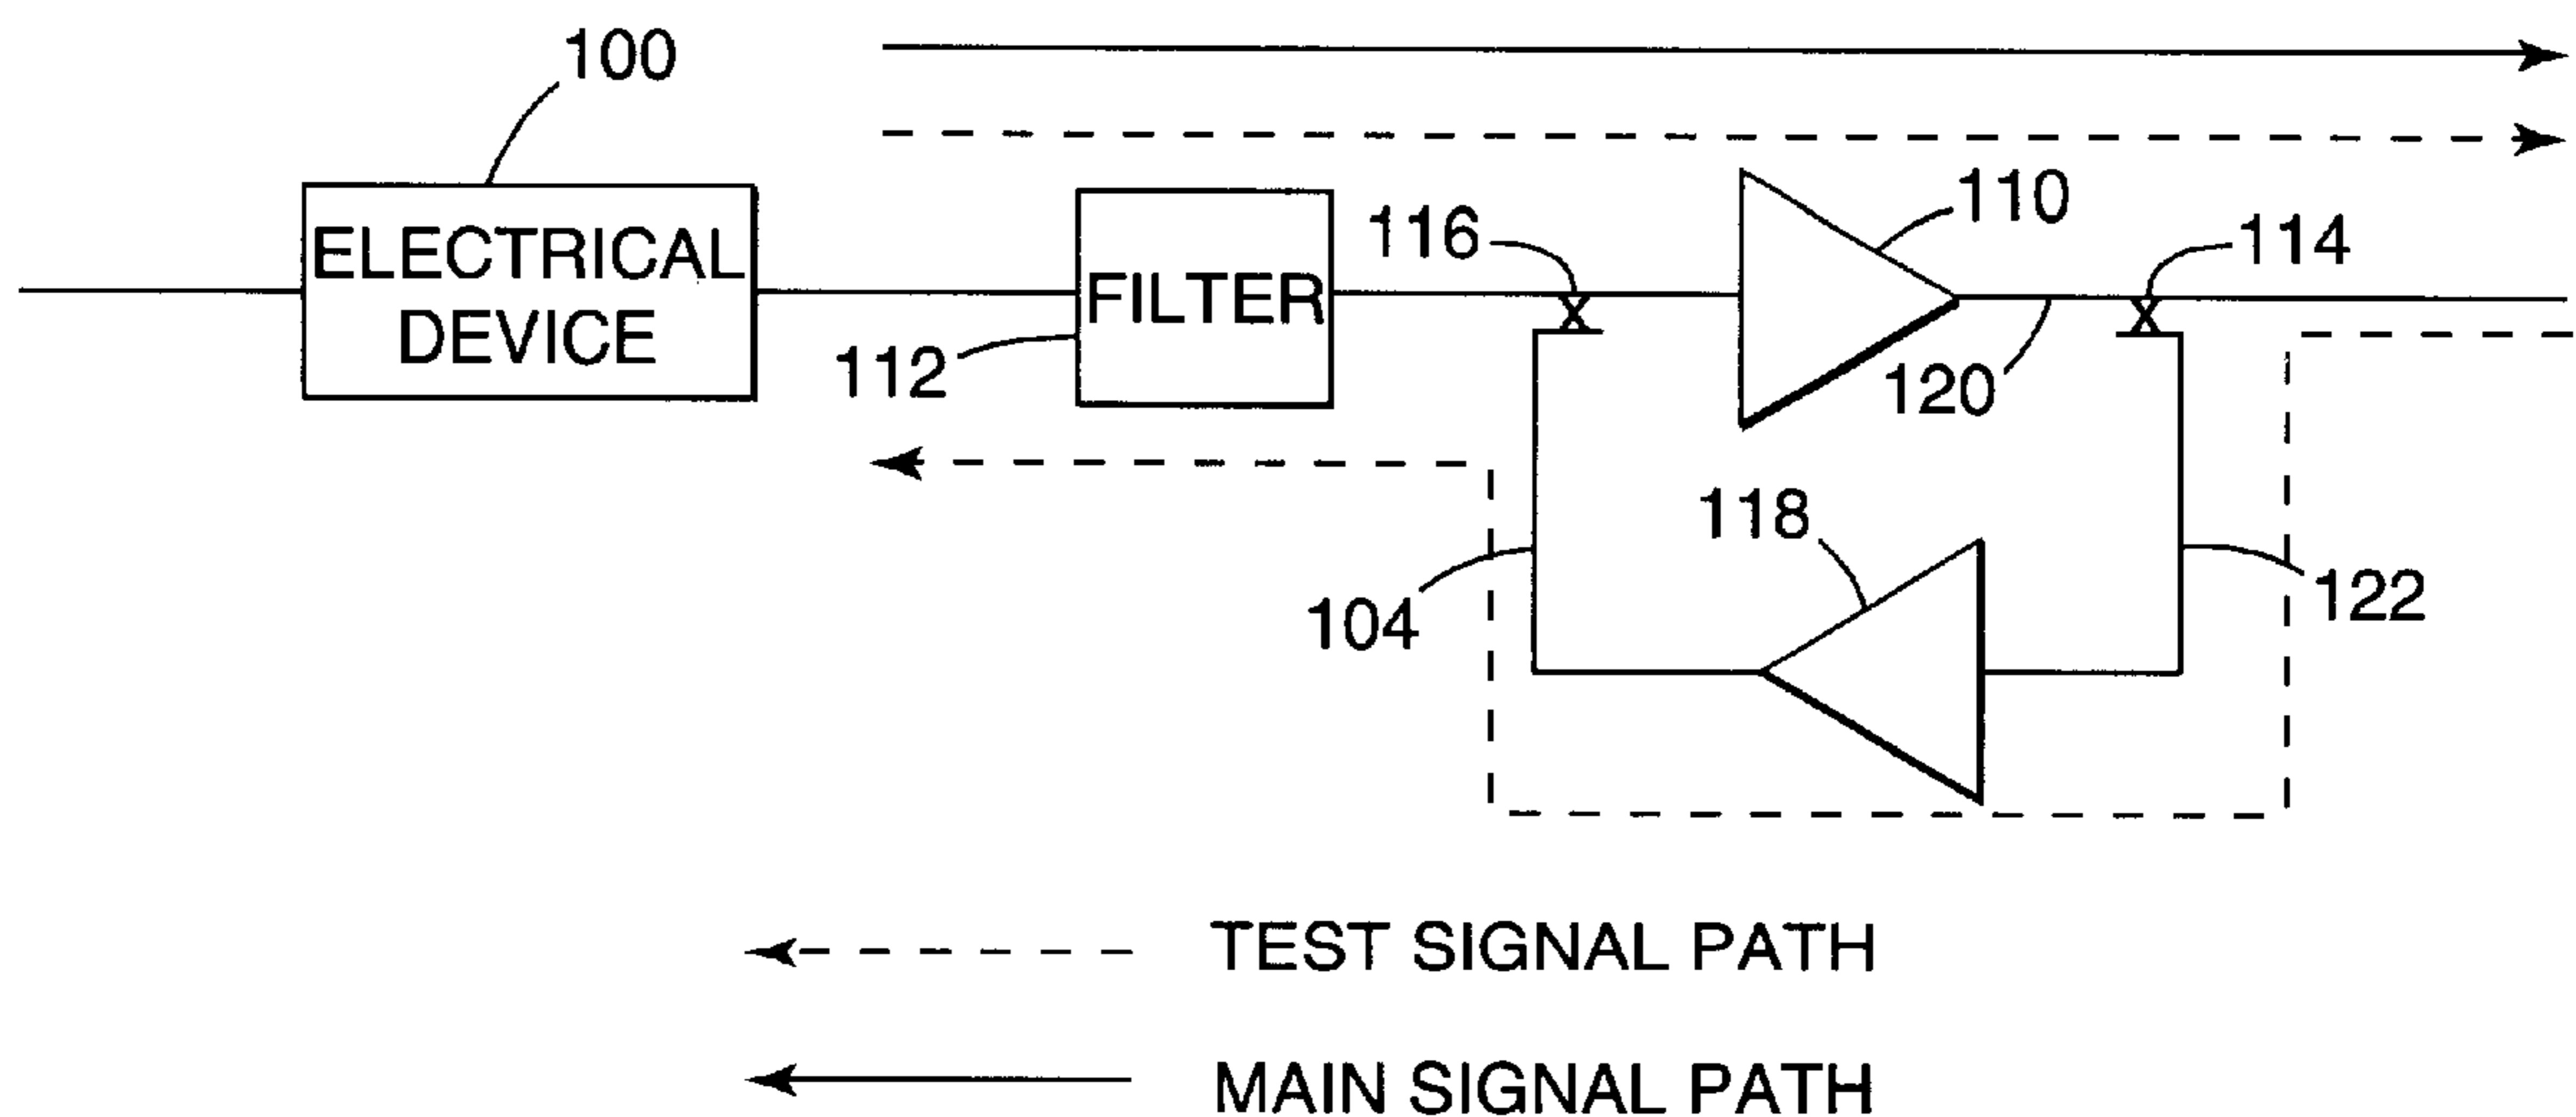 100
ELECTRICAL
DEVICE
FILTER
112
116
110
114
120
118
104
122
TEST SIGNAL PATH
MAIN SIGNAL PATH